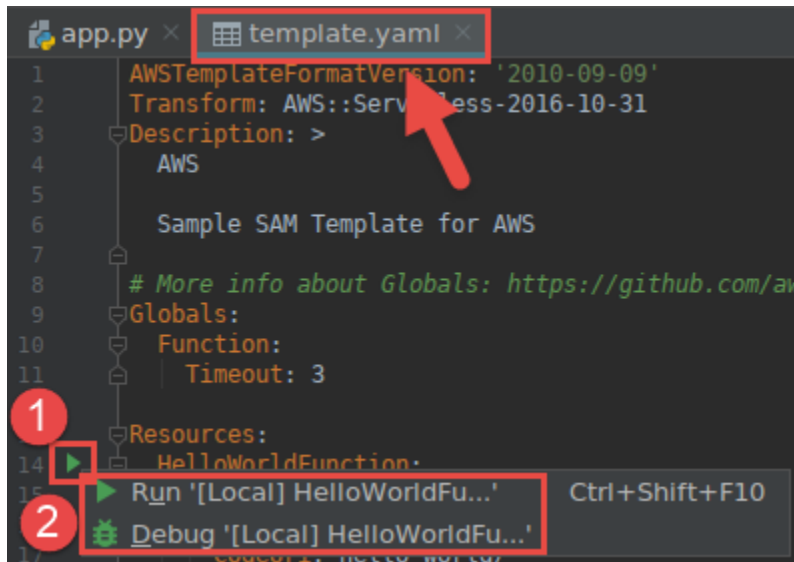 app.py × template.yaml ×
1 AWSTemplateFormatVersion: '2010-09-09'
2 Transform: AWS::Serv less-2016-10-31
3 Description: >
4 AWS
5
6 Sample SAM Template for AWS
7
8 # More info about Globals: https://github.com/aw
9 Globals:
10 Function:
11 Timeout: 3
1
Resources:
14 HelloWorldFunction:
15 Run '[Local] HelloWorldFu...' Ctrl+Shift+F10
2 Debug '[Local] HelloWorldFu...'
17